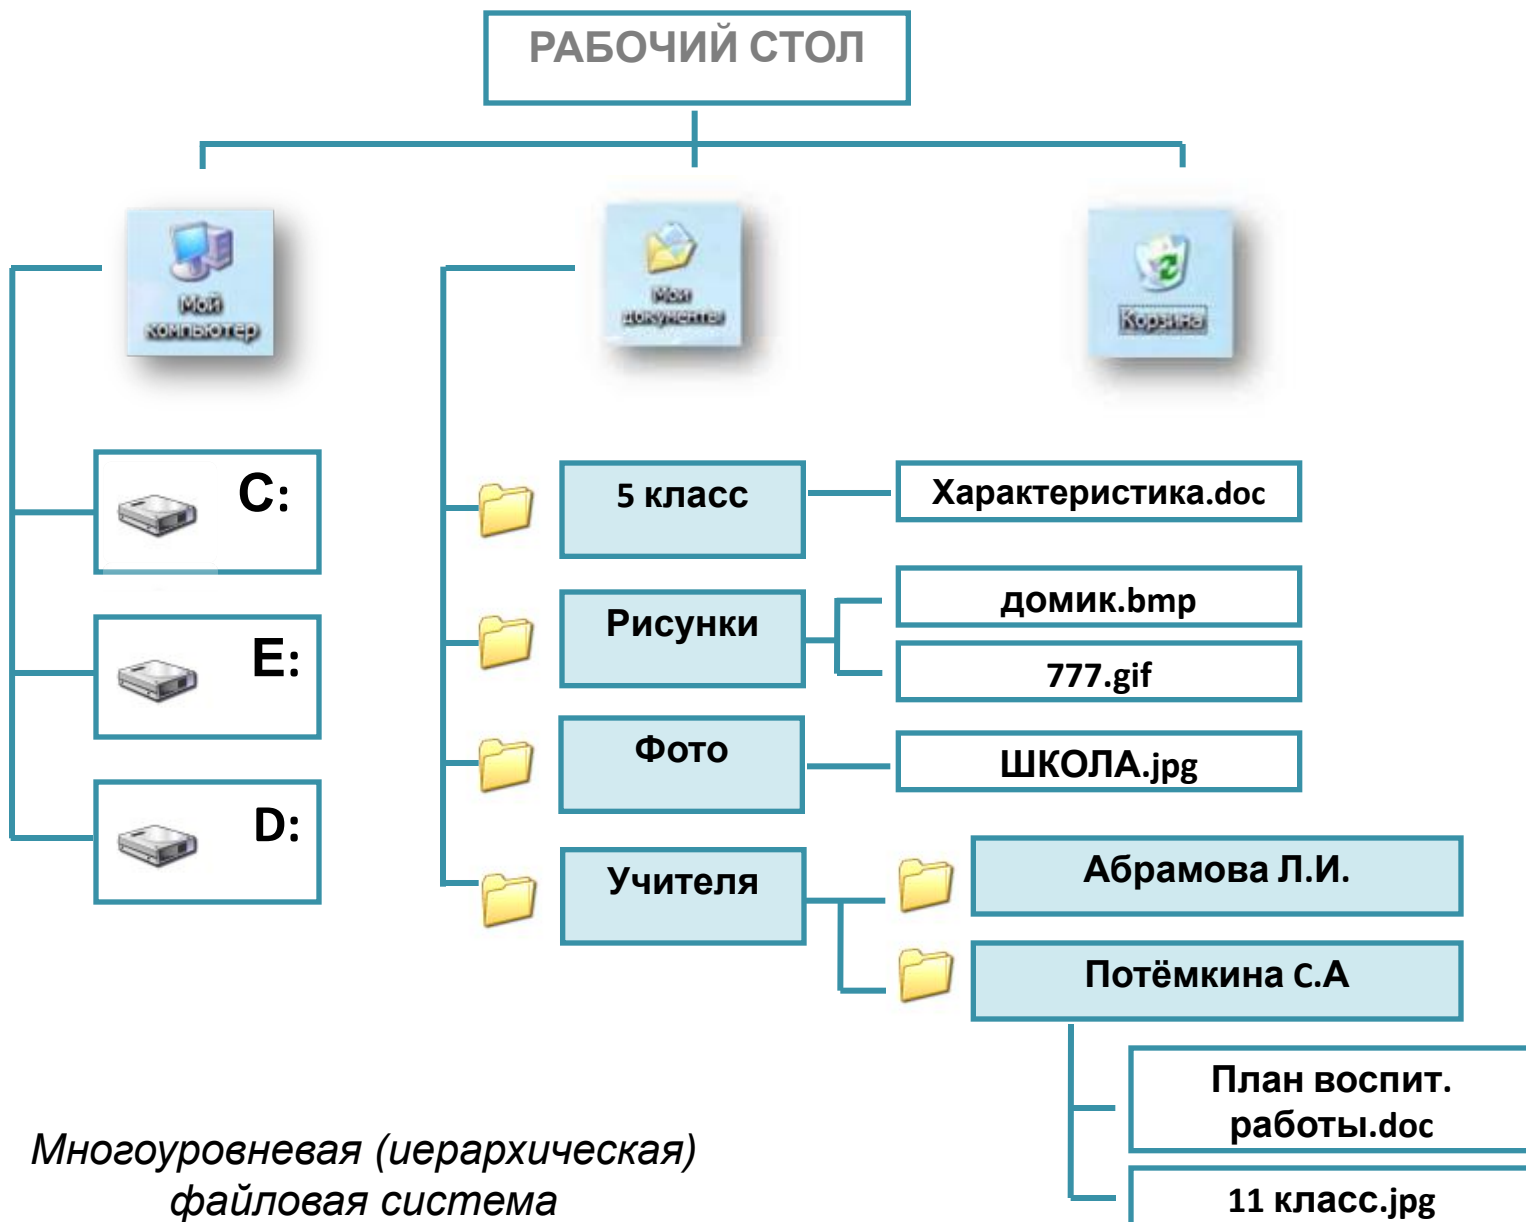 РАБОЧИЙ СТОЛ
Мой
компьютер
Мои
документы
Корзина
C:
E:
D:
5 класс
Характеристика.doc
Рисунки
домик.bmp
777.gif
Фото
ШКОЛА.jpg
Учителя
Абрамова Л.И.
Потёмкина С.А
План воспит.
работы.doc
11 класс.jpg
Многоуровневая (иерархическая)
файловая система